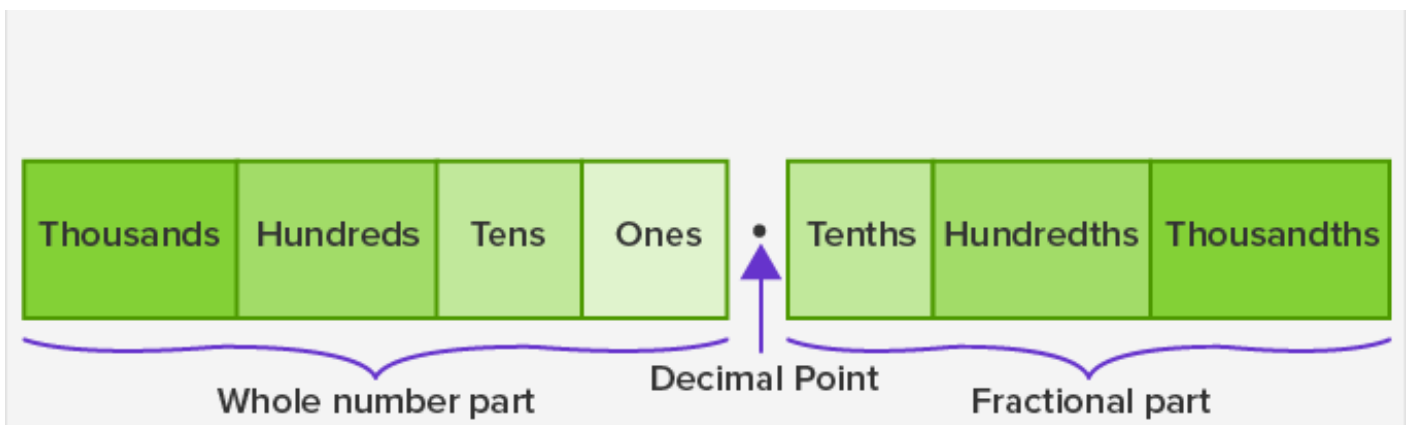 Thousands Hundreds Tens Ones . Tenths Hundredths Thousandths
Decimal Point
Whole number part Fractional part